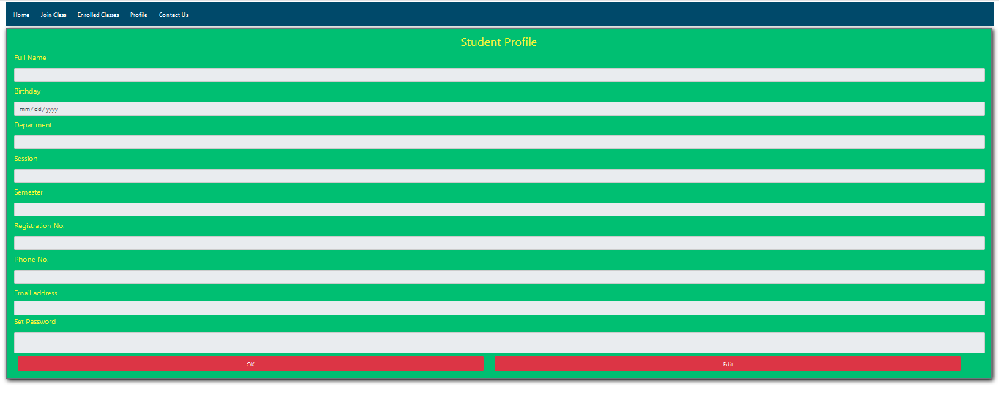 Home Join Class Enrolled Classes Profile Contact Us
Student Profile
Full Name
Birthday
mm/dd/yyyy
Department
Session
Semester
Registration No.
Phone No.
Email address
Set Password
OK Edit